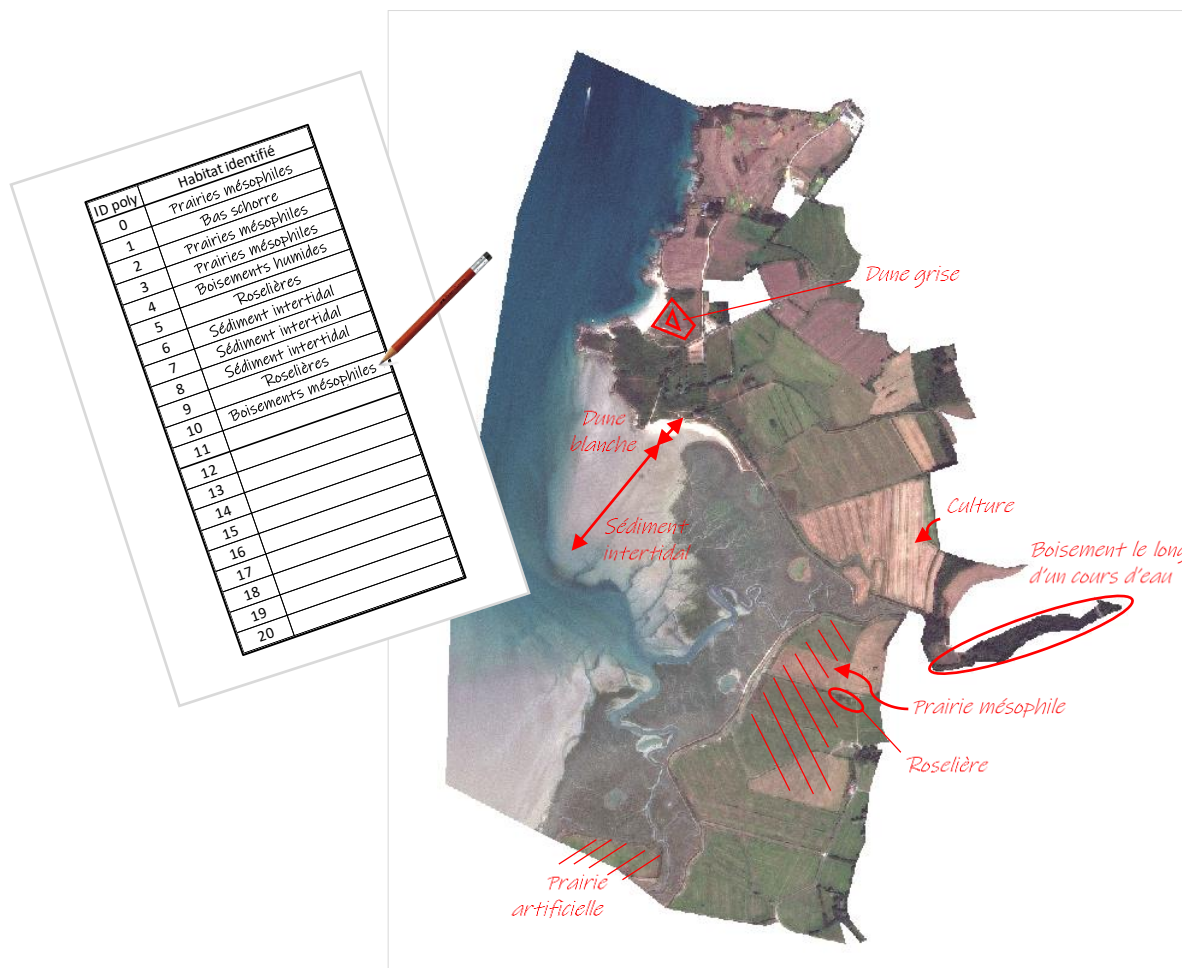 ID poly Habitat identifié
0 Prairies mésophiles
1 Bas schorre
2 Prairies mésophiles
3 Prairies mésophiles
4 Boisements humides
5 Roselières
6 Sédiment intertidal
7 Sédiment intertidal
8 Sédiment intertidal
9 Roselières
10 Boisements mésophiles
11
12
13
14
15
16
17
18
19
20
Dune grise
Dune
blanche
Sédiment
intertidal
Culture
Boisement le long
d'un cours d'eau
Prairie mésophile
Roselière
Prairie
artificielle